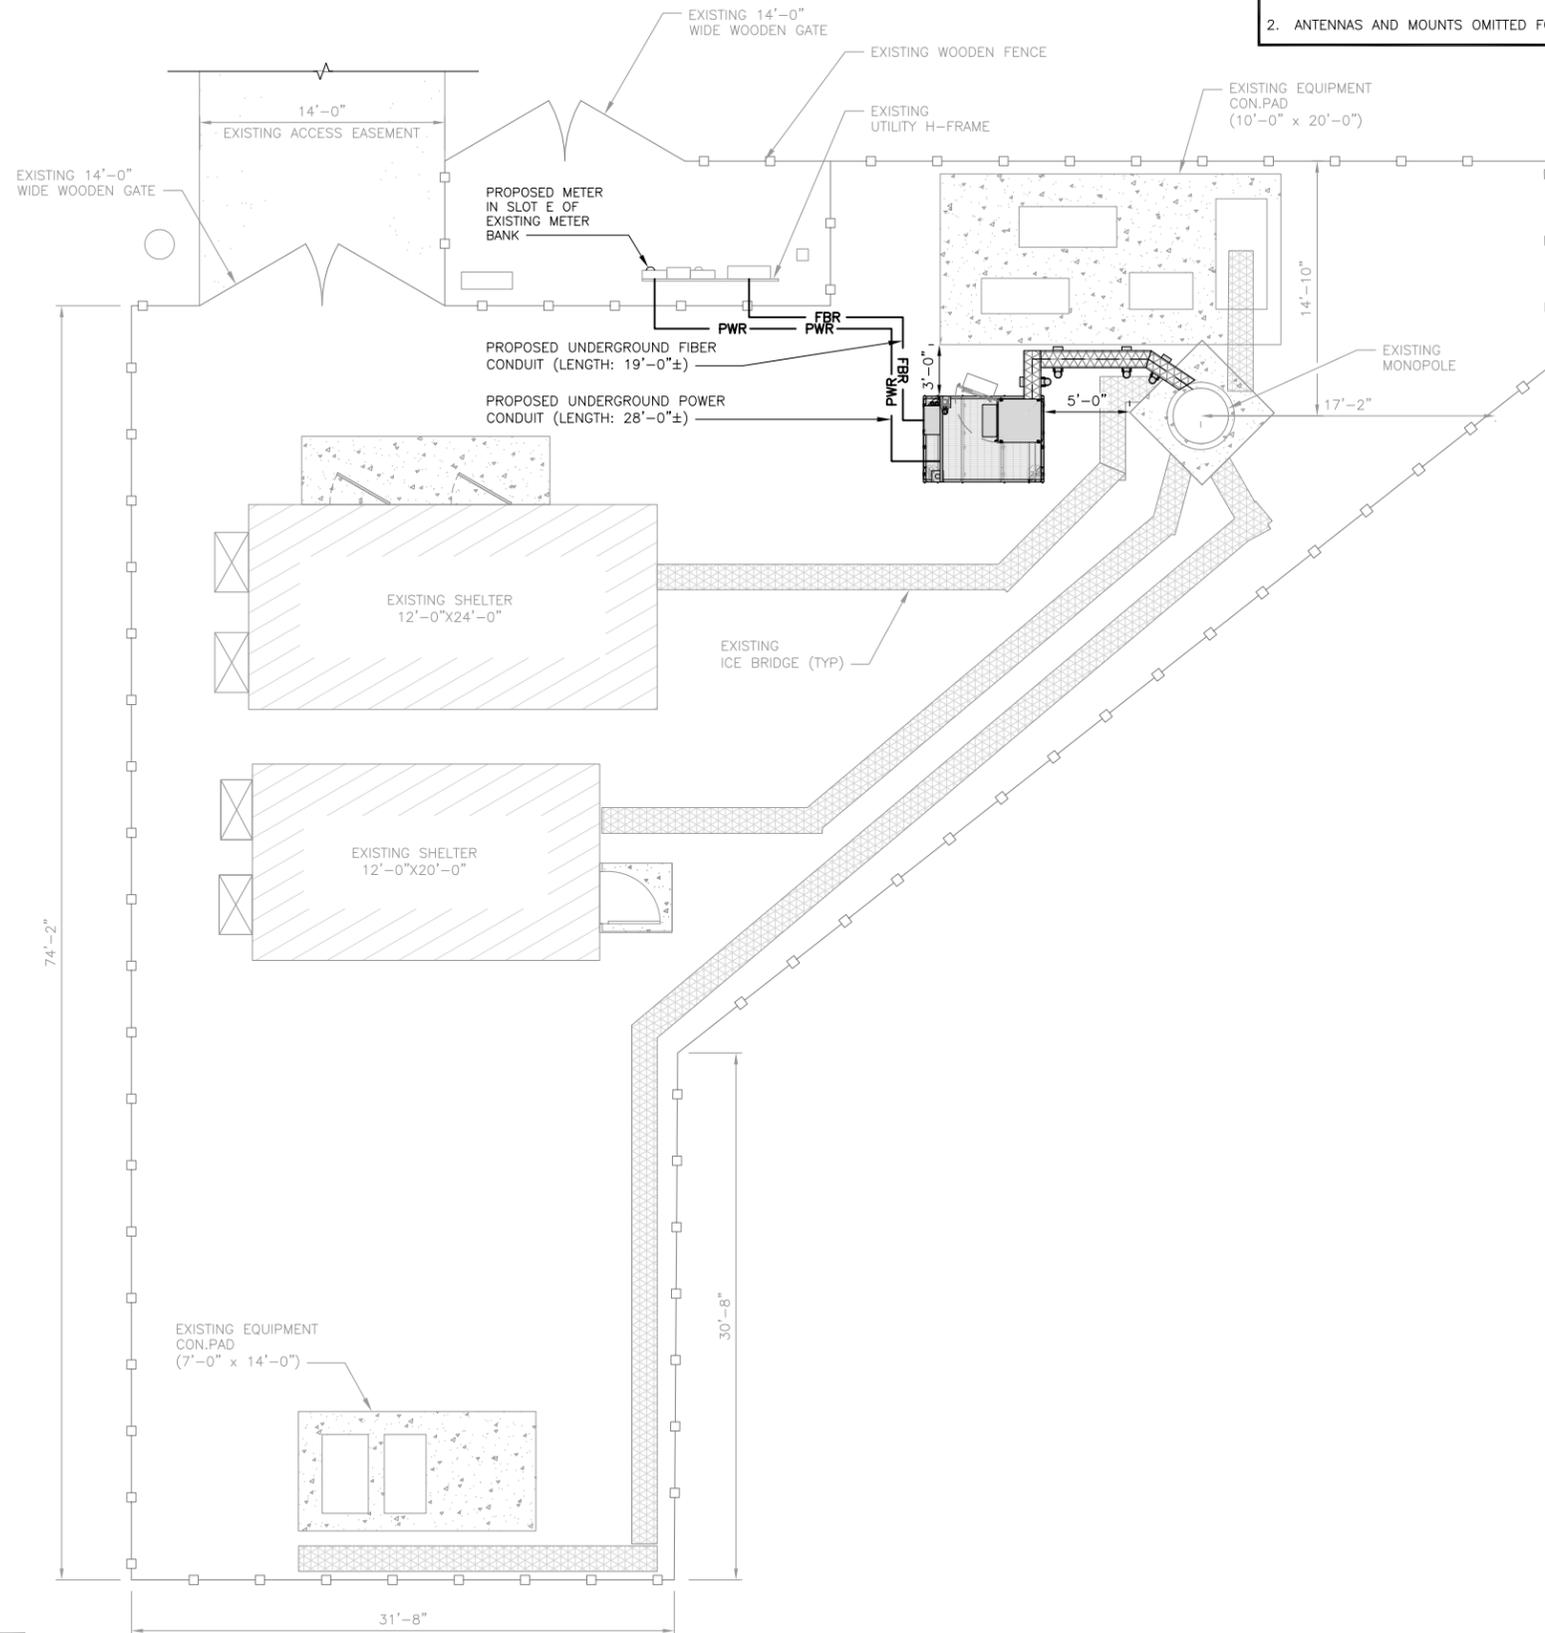 2. ANTENNAS AND MOUNTS OMITTED
EXISTING 14'-0"
WIDE WOODEN GATE
EXISTING WOODEN FENCE
EXISTING EQUIPMENT
CON.PAD
(10'-0" x 20'-0")
14'-0"
EXISTING ACCESS EASEMENT
EXISTING
UTILITY H-FRAME
EXISTING 14'-0"
WIDE WOODEN GATE
PROPOSED METER
IN SLOT E OF
EXISTING METER
BANK
14'-10"
FBR
PWR
PWR
PROPOSED UNDERGROUND FIBER
CONDUIT (LENGTH: 19'-0"±)
FBR
PWR
3'-0"
EXISTING
MONOPOLE
PROPOSED UNDERGROUND POWER
CONDUIT (LENGTH: 28'-0"±)
5'-0"
17'-2"
EXISTING SHELTER
12'-0"X24'-0"
EXISTING
ICE BRIDGE (TYP)
EXISTING SHELTER
12'-0"X20'-0"
74'-2"
30'-8"
EXISTING EQUIPMENT
CON.PAD
(7'-0" x 14'-0")
31'-8"